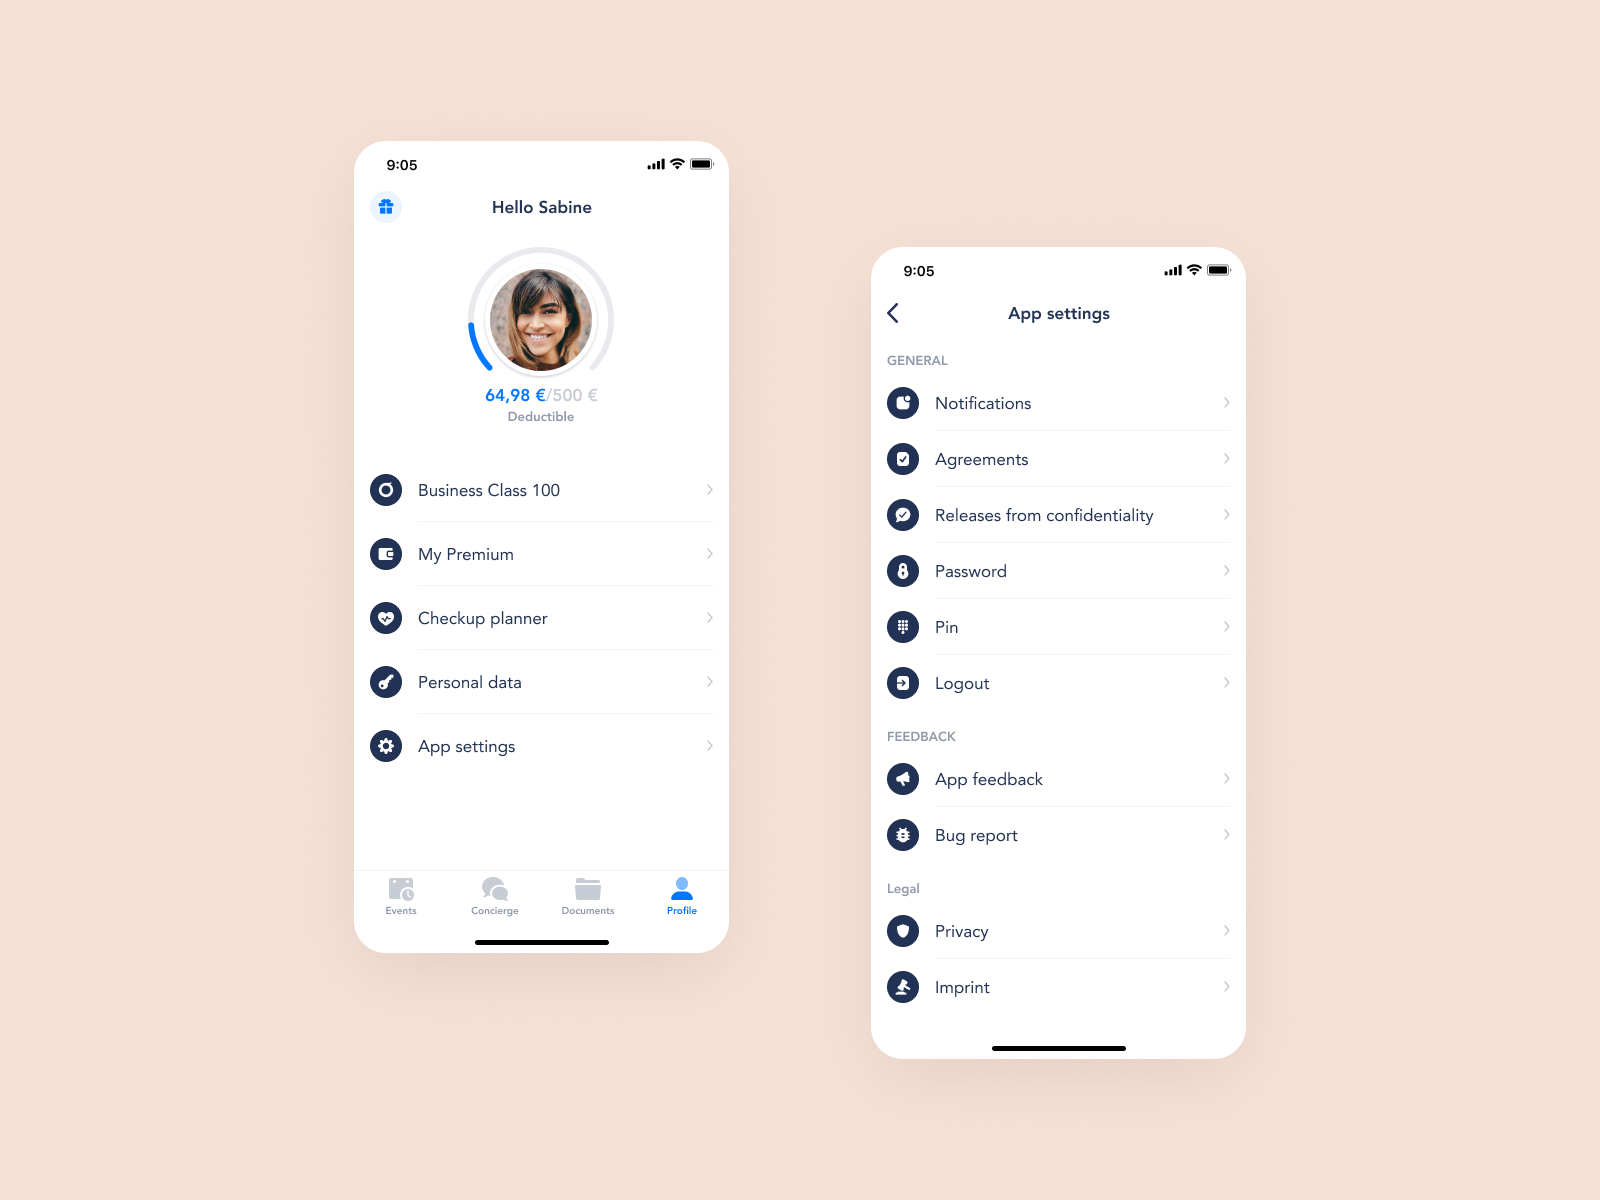 9:05
Hello Sabine
64,98 €/500 €
Deductible
Business Class 100
My Premium
Checkup planner
Personal data
App settings
Events
Concierge
Documents
Profile
9:05
App settings
GENERAL
Notifications
Agreements
Releases from confidentiality
Password
Pin
Logout
FEEDBACK
App feedback
Bug report
Legal
Privacy
Imprint